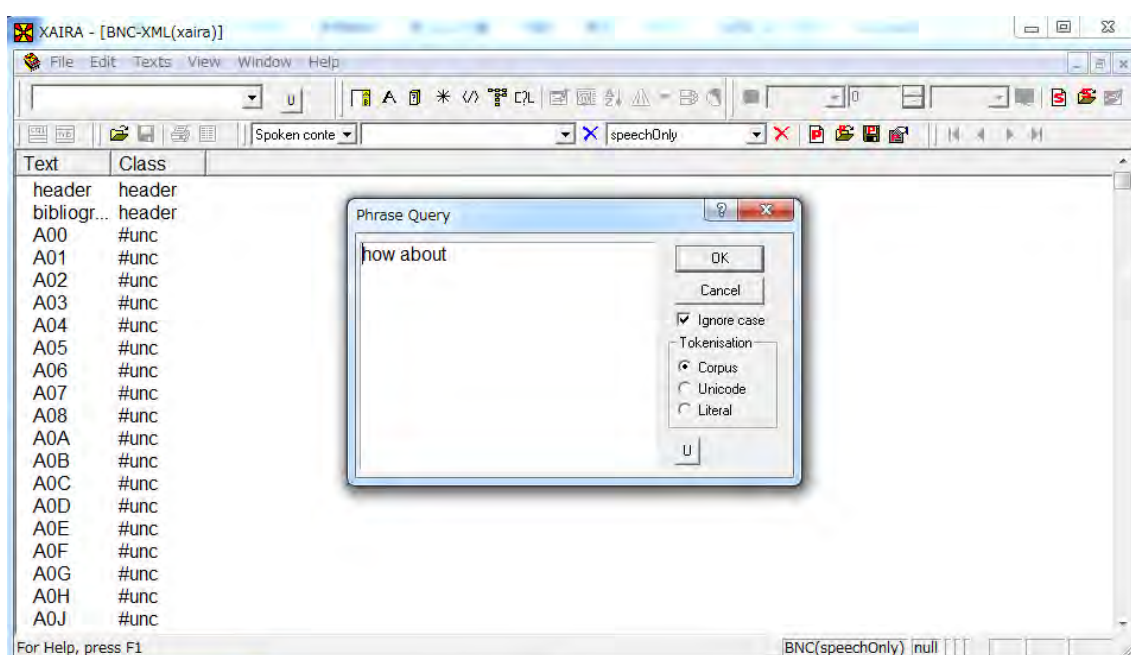 XAIRA - [BNC-XML(xaira)]
File Edit Texts View Window Help
U A * </> C?L 0 S
Spoken conte speechOnly P
Text Class
header header
bibliogr... header
A00 #unc
A01 #unc
A02 #unc
A03 #unc
A04 #unc
A05 #unc
A06 #unc
A07 #unc
A08 #unc
A0A #unc
A0B #unc
A0C #unc
A0D #unc
A0E #unc
A0F #unc
A0G #unc
A0H #unc
A0J #unc
Phrase Query
how about
OK
Cancel
Ignore case
Tokenisation
Corpus
Unicode
Literal
U
For Help, press F1 BNC(speechOnly) null